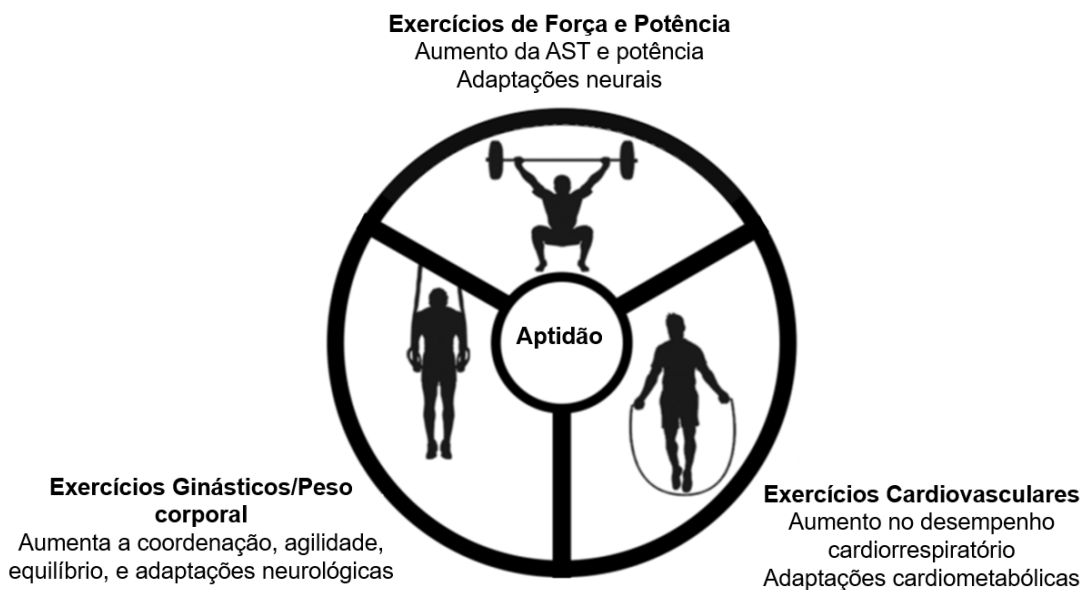 Exercícios de Força e Potência
Aumento da AST e potência
Adaptações neurais
Aptidão
Exercícios Ginásticos/Peso
corporal
Aumenta a coordenação, agilidade,
equilíbrio, e adaptações neurológicas
Exercícios Cardiovasculares
Aumento no desempenho
cardiorrespiratório
Adaptações cardiometabólicas